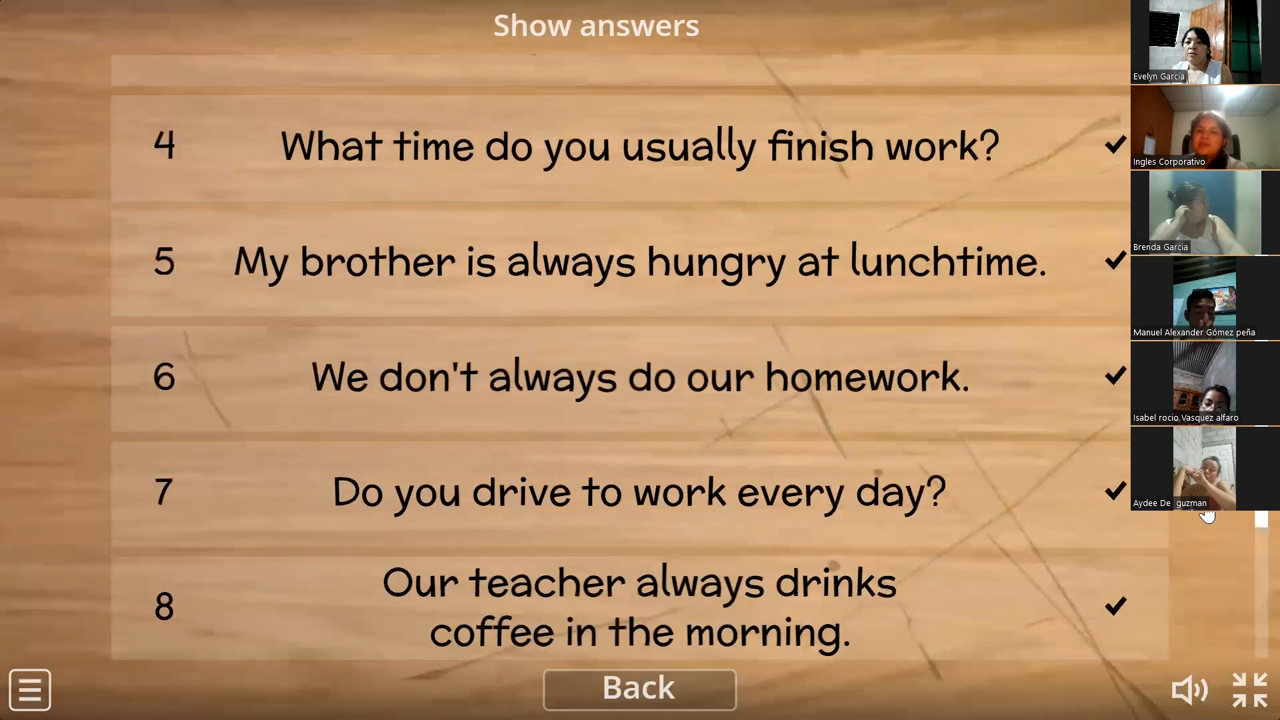 Show answers
4 What time do you usually finish work?
5 My brother is always hungry at lunchtime.
6 We don't always do our homework.
7 Do you drive to work every day?
8 Our teacher always drinks
coffee in the morning.
Back
Evelyn García
Ingles Corporativo
Brenda Garcia
Manuel Alexander Gómez peña
Isabel rocio Vasquez alfaro
Aydee De guzman